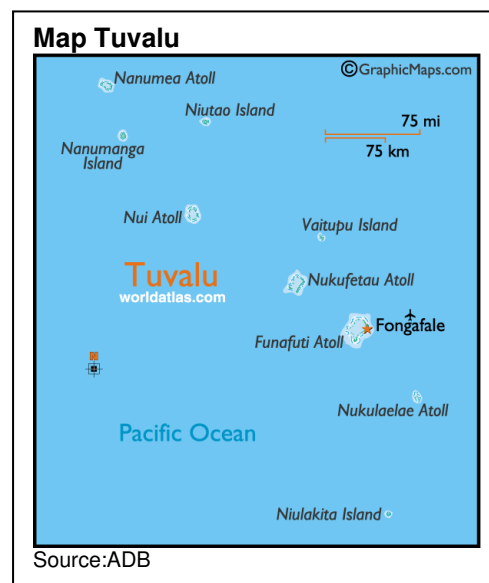 Map Tuvalu
©GraphicMaps.com
Nanumea Atoll
Niutao Island
75 mi
75 km
Nanumanga
Island
Nui Atoll
Vaitupu Island
Tuvalu
worldatlas.com
Nukufetau Atoll
Fongafale
Funafuti Atoll
Nukulaelae Atoll
Pacific Ocean
Niulakita Island
Source:ADB